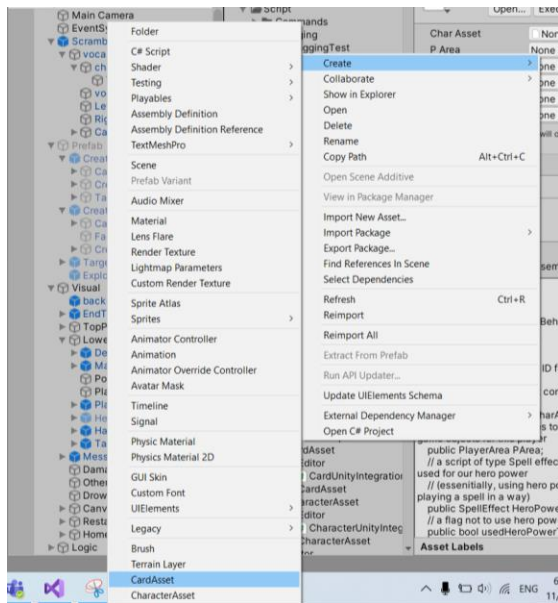 Main Camera
EventSy
Scramb
voca
ch
vo
Le
Rig
Ca
Prefab
Creat
Ca
Cre
Ta
Creat
Ca
Fa
Cre
Targe
Explo
Visual
back
EndT
TopP
Lowe
De
Ma
Po
Pla
Pla
He
Ha
Ta
Mess
Dama
Other
Drow
Canv
Resta
Home
Logic
Folder
C# Script
Shader
Testing
Playables
Assembly Definition
Assembly Definition Reference
TextMeshPro
Scene
Prefab Variant
Audio Mixer
Material
Lens Flare
Render Texture
Lightmap Parameters
Custom Render Texture
Sprite Atlas
Sprites
Animator Controller
Animation
Animator Override Controller
Avatar Mask
Timeline
Signal
Physic Material
Physics Material 2D
GUI Skin
Custom Font
UIElements
Legacy
Brush
Terrain Layer
CardAsset
CharacterAsset
Script
Commands
ging
ggingTest
Create
Collaborate
Show in Explorer
Open
Delete
Rename
Copy Path Alt+Ctrl+C
Open Scene Additive
View in Package Manager
Import New Asset...
Import Package
Export Package...
Find References In Scene
Select Dependencies
Refresh Ctrl+R
Reimport
Reimport All
Extract From Prefab
Run API Updater...
Update UIElements Schema
External Dependency Manager
Open C# Project
rdAsset
ditor
CardUnityIntegration
CardAsset
ditor
CharacterUnityInteg
haracterAsset
Open... Exec
Char Asset Non
P Area None
one
one
one
one
will o
sem
Beh
ID f
con
harA
s to
public PlayerArea PArea;
// a script of type Spell effec
used for our hero power
// (essenitially, using hero po
playing a spell in a way)
public SpellEffect HeroPowe
// a flag not to use hero pow
public bool usedHeroPowerT
Asset Labels
ENG
6
11/